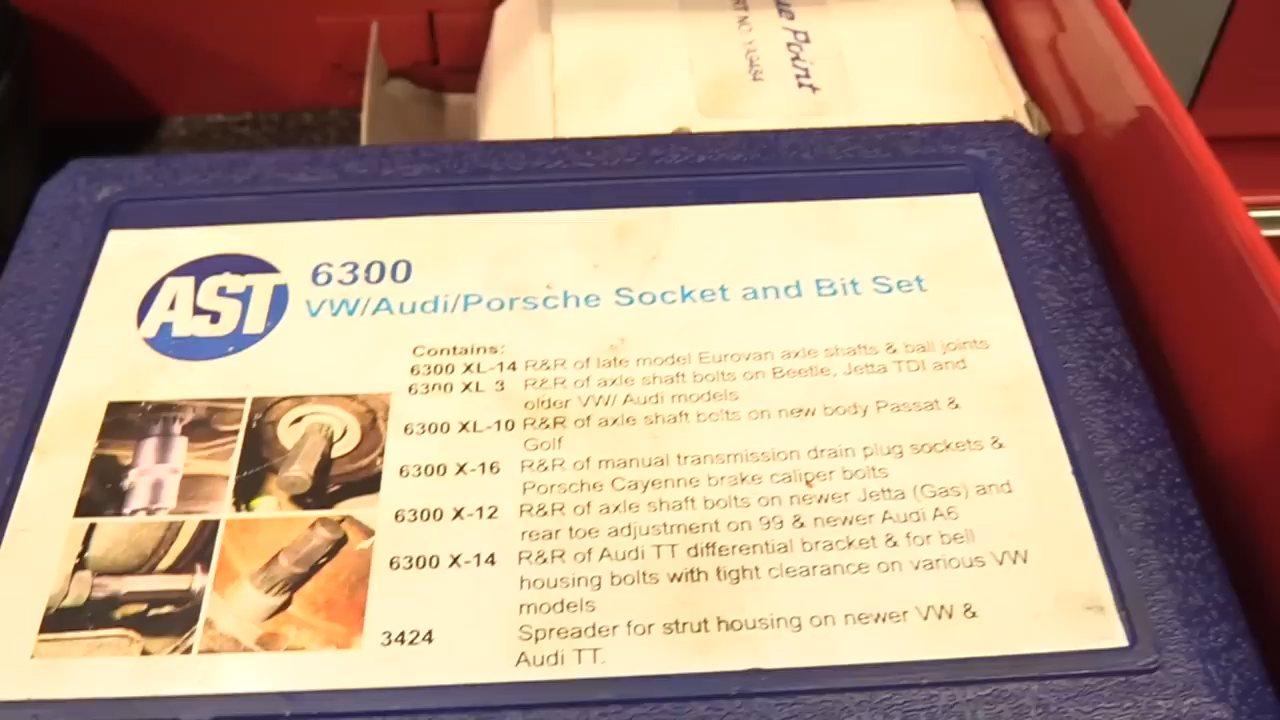 ue Point
AST
6300
VW/Audi/Porsche Socket and Bit Set
Contains:
6300 XL-14 R&R of late model Eurovan axle shafts & ball joints
6300 XL 3 R&R of axle shaft bolts on Beetle, Jetta TDI and
older VW/ Audi models
6300 XL-10 R&R of axle shaft bolts on new body Passat &
Golf
6300 X-16 R&R of manual transmission drain plug sockets &
Porsche Cayenne brake caliper bolts
6300 X-12 R&R of axle shaft bolts on newer Jetta (Gas) and
rear toe adjustment on 99 & newer Audi A6
6300 X-14 R&R of Audi TT differential bracket & for bell
housing bolts with tight clearance on various VW
models
3424 Spreader for strut housing on newer VW &
Audi TT.